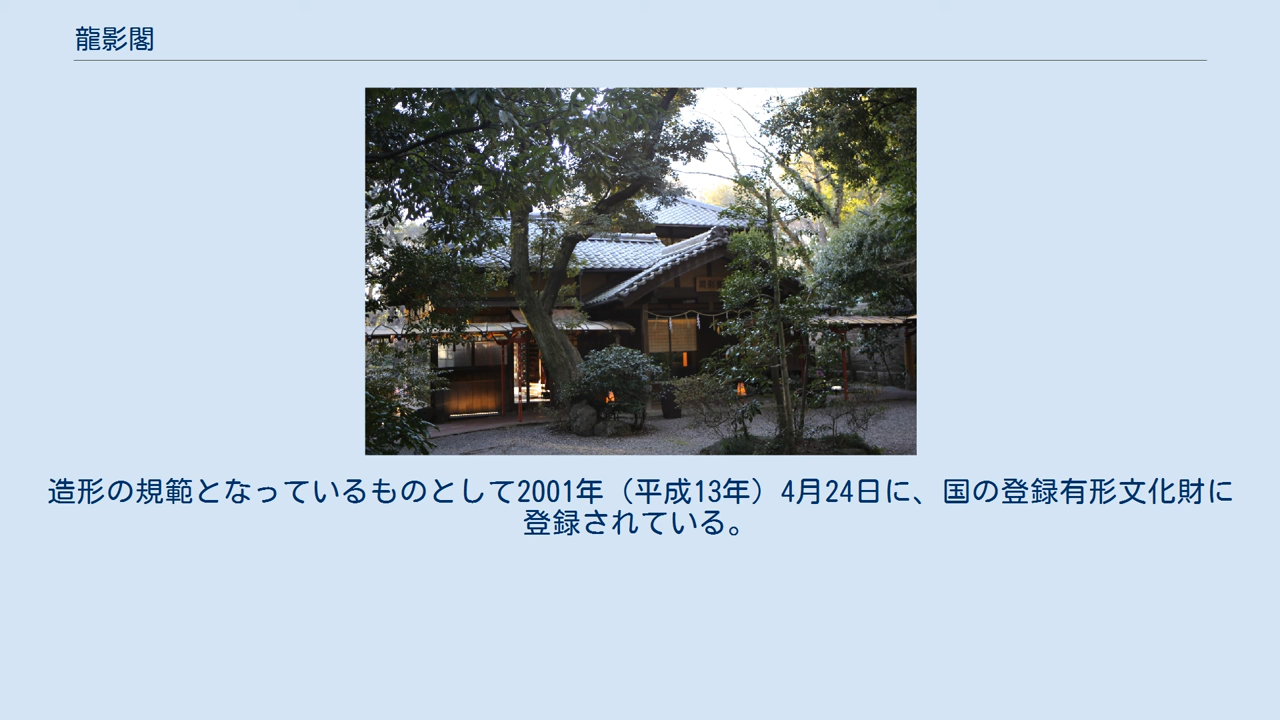 龍影閣
造形の規範となっているものとして2001年（平成13年）4月24日に、国の登録有形文化財に
登録されている。